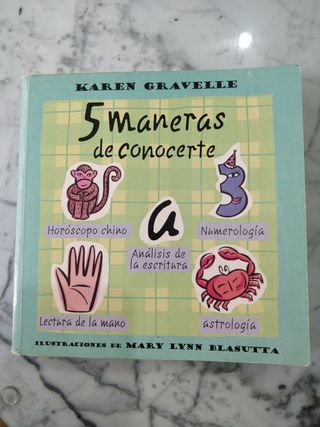 KAREN GRAVELLE
5 maneras
de conocerte
Horóscopo chino
a
Numerología
Análisis de
la escritura
Lectura de la mano
astrología
ILUSTRACIONES DE MARY LYNN BLASUTTA